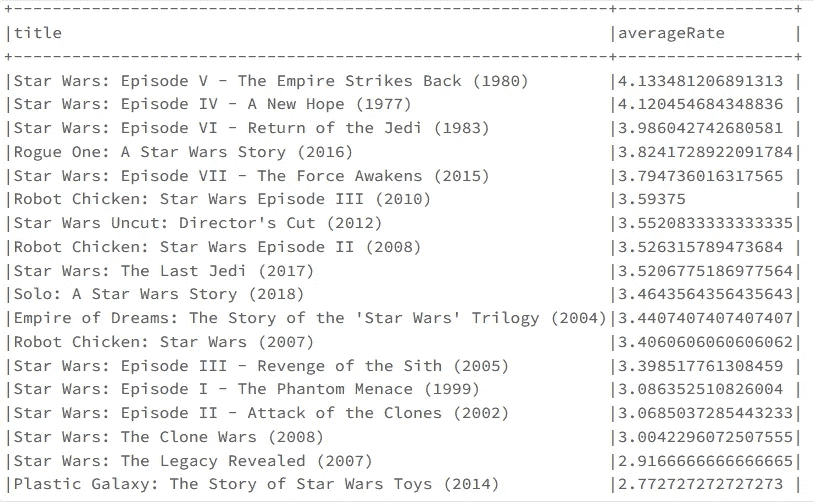 +------------------------------------------------------------+------------------+
|title                                                       |averageRate       |
+------------------------------------------------------------+------------------+
|Star Wars: Episode V - The Empire Strikes Back (1980)       |4.133481206891313 |
|Star Wars: Episode IV - A New Hope (1977)                   |4.120454684348836 |
|Star Wars: Episode VI - Return of the Jedi (1983)           |3.986042742680581 |
|Rogue One: A Star Wars Story (2016)                         |3.8241728922091784|
|Star Wars: Episode VII - The Force Awakens (2015)           |3.794736016317565 |
|Robot Chicken: Star Wars Episode III (2010)                 |3.59375           |
|Star Wars Uncut: Director's Cut (2012)                      |3.5520833333333335|
|Robot Chicken: Star Wars Episode II (2008)                  |3.526315789473684 |
|Star Wars: The Last Jedi (2017)                             |3.5206775186977564|
|Solo: A Star Wars Story (2018)                              |3.4643564356435643|
|Empire of Dreams: The Story of the 'Star Wars' Trilogy (2004)|3.4407407407407407|
|Robot Chicken: Star Wars (2007)                             |3.4060606060606062|
|Star Wars: Episode III - Revenge of the Sith (2005)         |3.398517761308459 |
|Star Wars: Episode I - The Phantom Menace (1999)            |3.086352510826004 |
|Star Wars: Episode II - Attack of the Clones (2002)         |3.0685037285443233|
|Star Wars: The Clone Wars (2008)                            |3.0042296072507555|
|Star Wars: The Legacy Revealed (2007)                       |2.9166666666666665|
|Plastic Galaxy: The Story of Star Wars Toys (2014)          |2.772727272727273 |